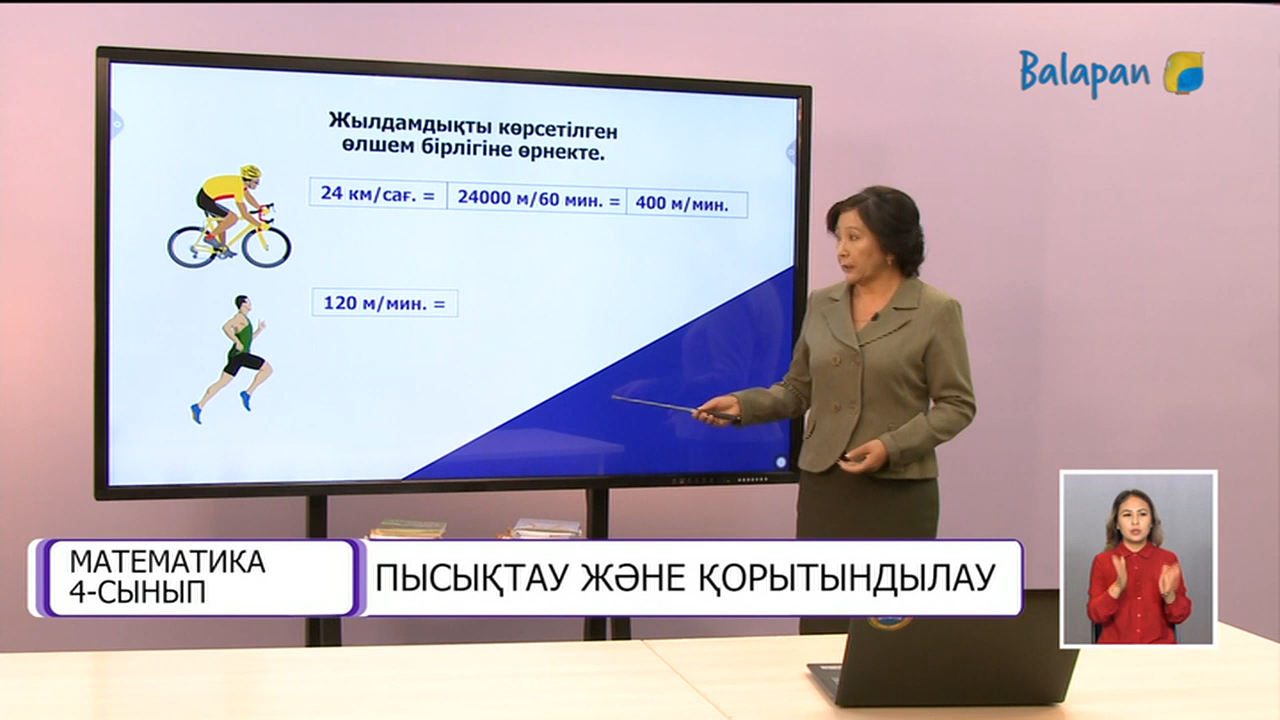 Balapan
Жылдамдықты көрсетілген
өлшем бірлігіне өрнекте.
24 км/сағ. = 24000 м/60 мин. = 400 м/мин.
120 м/мин. =
МАТЕМАТИКА
4-СЫНЫП
ПЫСЫҚТАУ ЖӘНЕ ҚОРЫТЫНДЫЛАУ